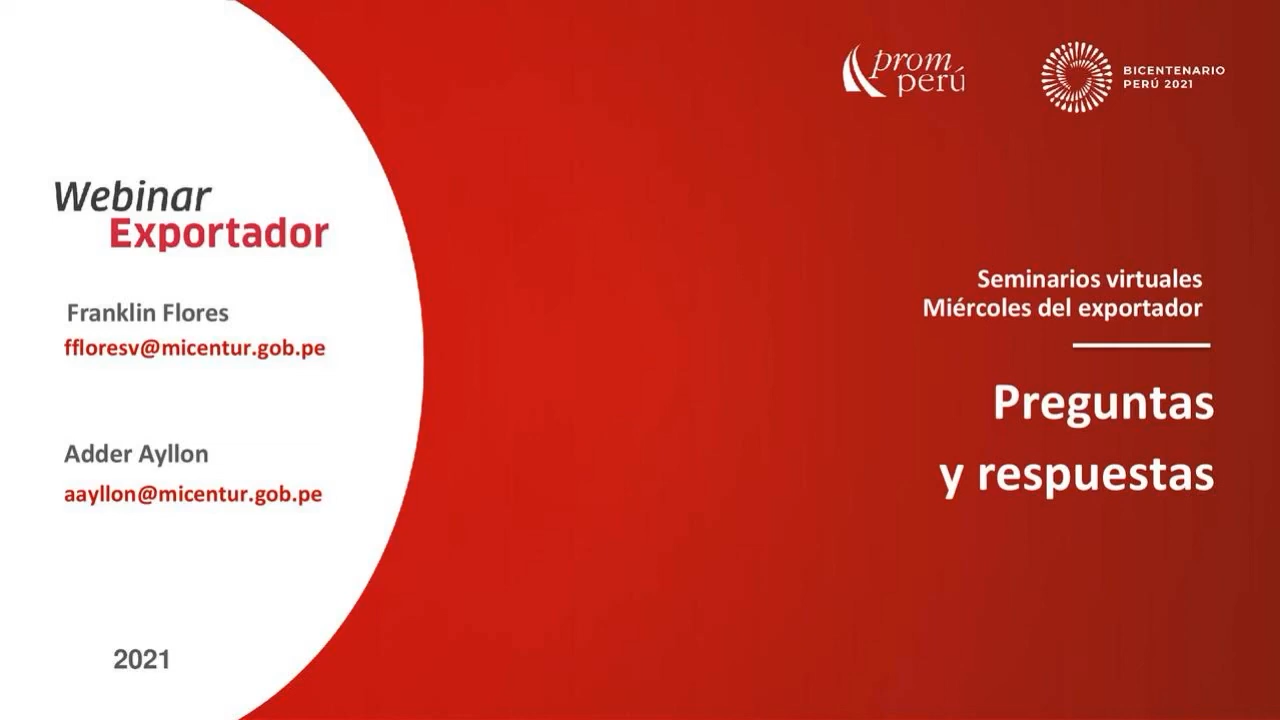 Webinar
Exportador
Franklin Flores
ffloresv@micentur.gob.pe
Adder Ayllon
aayllon@micentur.gob.pe
2021
prom
perú
BICENTENARIO
PERÚ 2021
Seminarios virtuales
Miércoles del exportador
Preguntas
y respuestas